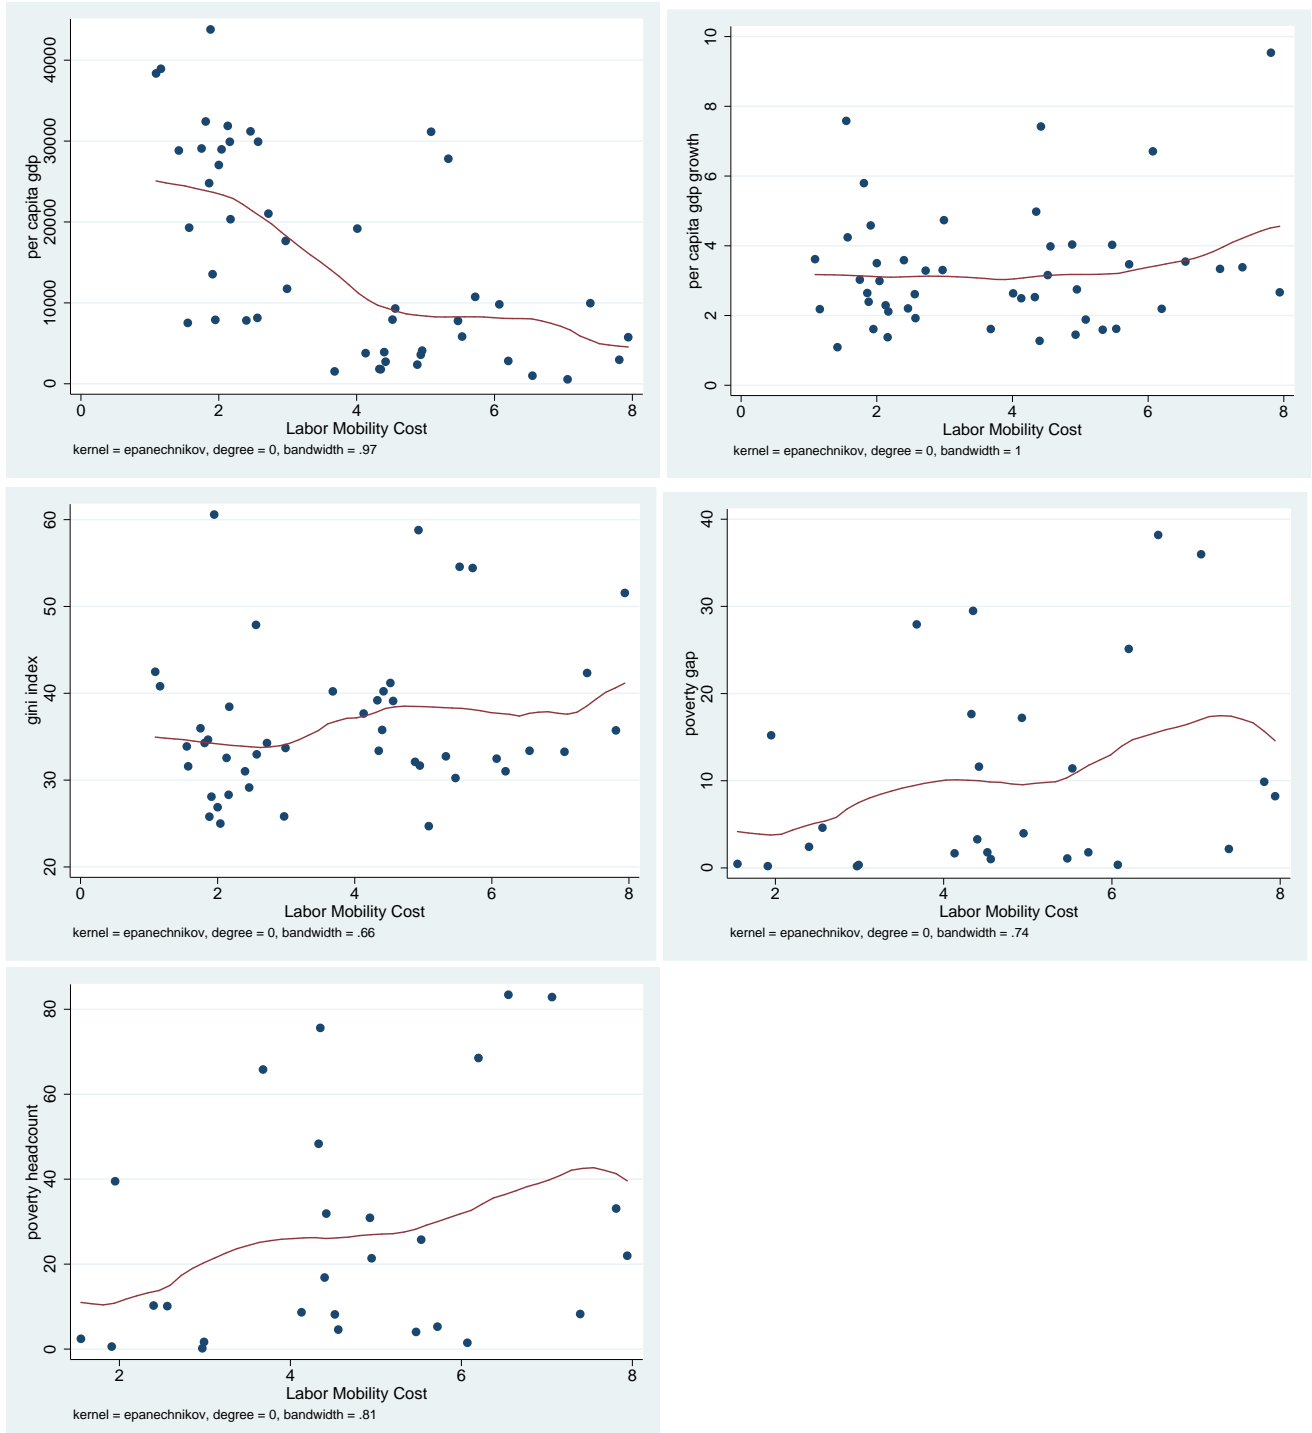 per capita gdp
40000
30000
20000
10000
0
0 2 4 6 8
Labor Mobility Cost
kernel = epanechnikov, degree = 0, bandwidth = .97
per capita gdp growth
10
8
6
4
2
0
0 2 4 6 8
Labor Mobility Cost
kernel = epanechnikov, degree = 0, bandwidth = 1
gini index
60
50
40
30
20
0 2 4 6 8
Labor Mobility Cost
kernel = epanechnikov, degree = 0, bandwidth = .66
poverty gap
40
30
20
10
0
2 4 6 8
Labor Mobility Cost
kernel = epanechnikov, degree = 0, bandwidth = .74
poverty headcount
80
60
40
20
0
2 4 6 8
Labor Mobility Cost
kernel = epanechnikov, degree = 0, bandwidth = .81